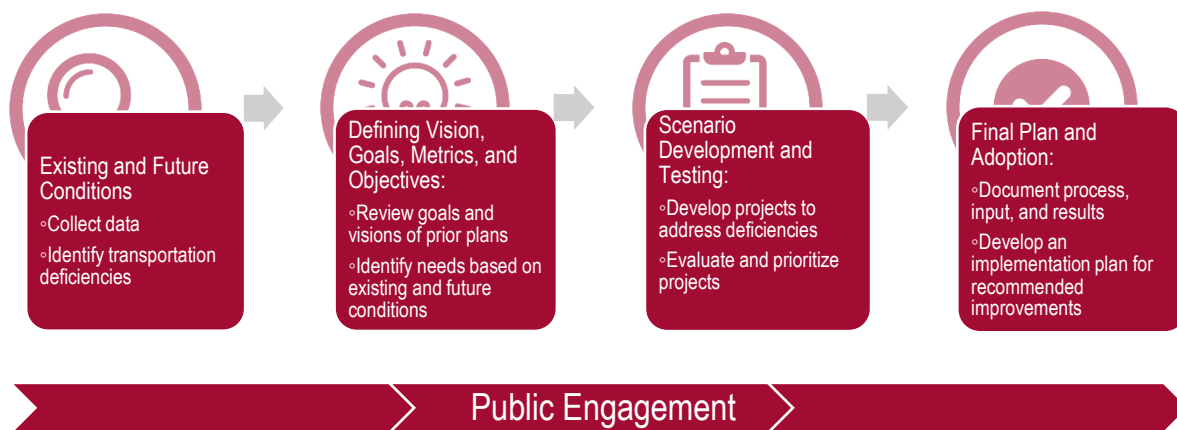 Existing and Future
Conditions
◦Collect data
◦Identify transportation
deficiencies
Defining Vision,
Goals, Metrics, and
Objectives:
◦Review goals and
visions of prior plans
◦Identify needs based on
existing and future
conditions
Scenario
Development and
Testing:
◦Develop projects to
address deficiencies
◦Evaluate and prioritize
projects
Final Plan and
Adoption:
◦Document process,
input, and results
◦Develop an
implementation plan for
recommended
improvements
Public Engagement